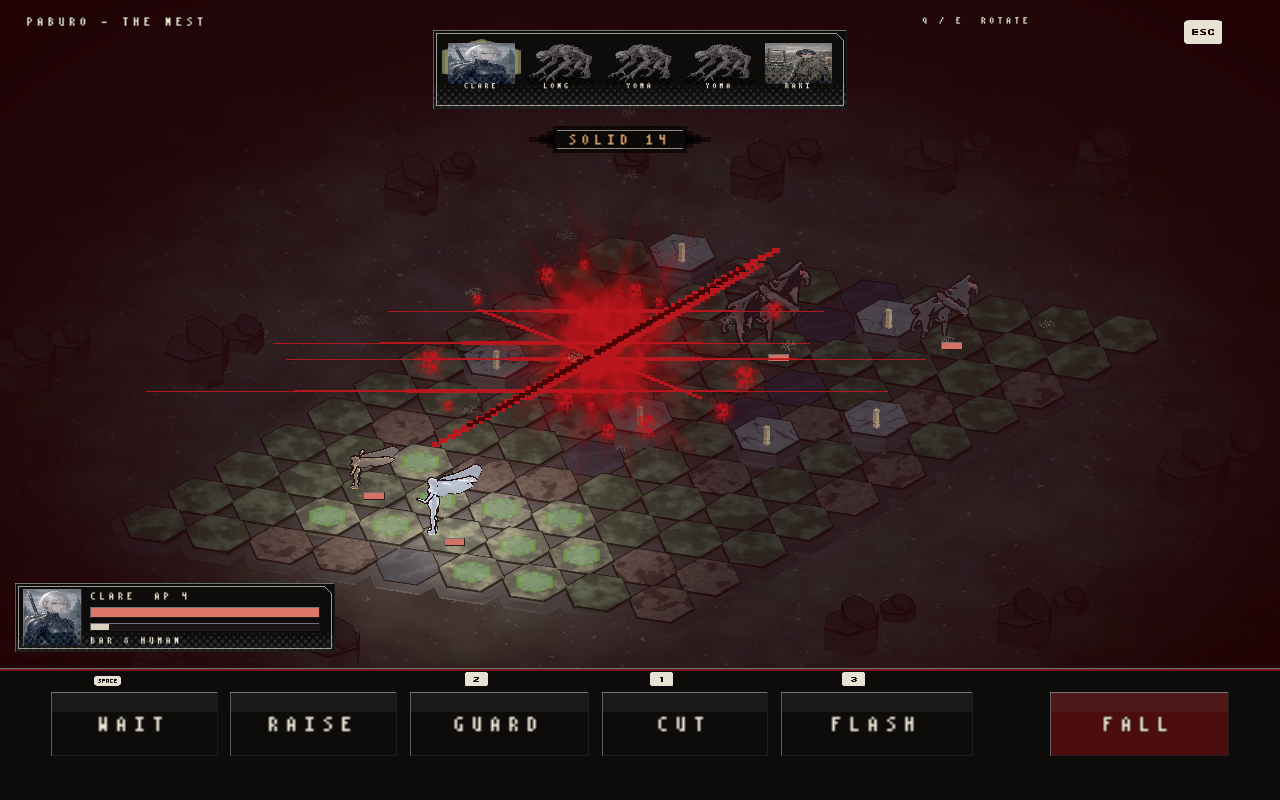 PABURO - THE NEST
Q / E ROTATE
ESC
CLARE LONG YOMA YOMA RAKI
SOLID 14
CLARE AP 4
BAR 8 HUMAN
SPACE 2 1 3
WAIT RAISE GUARD CUT FLASH FALL